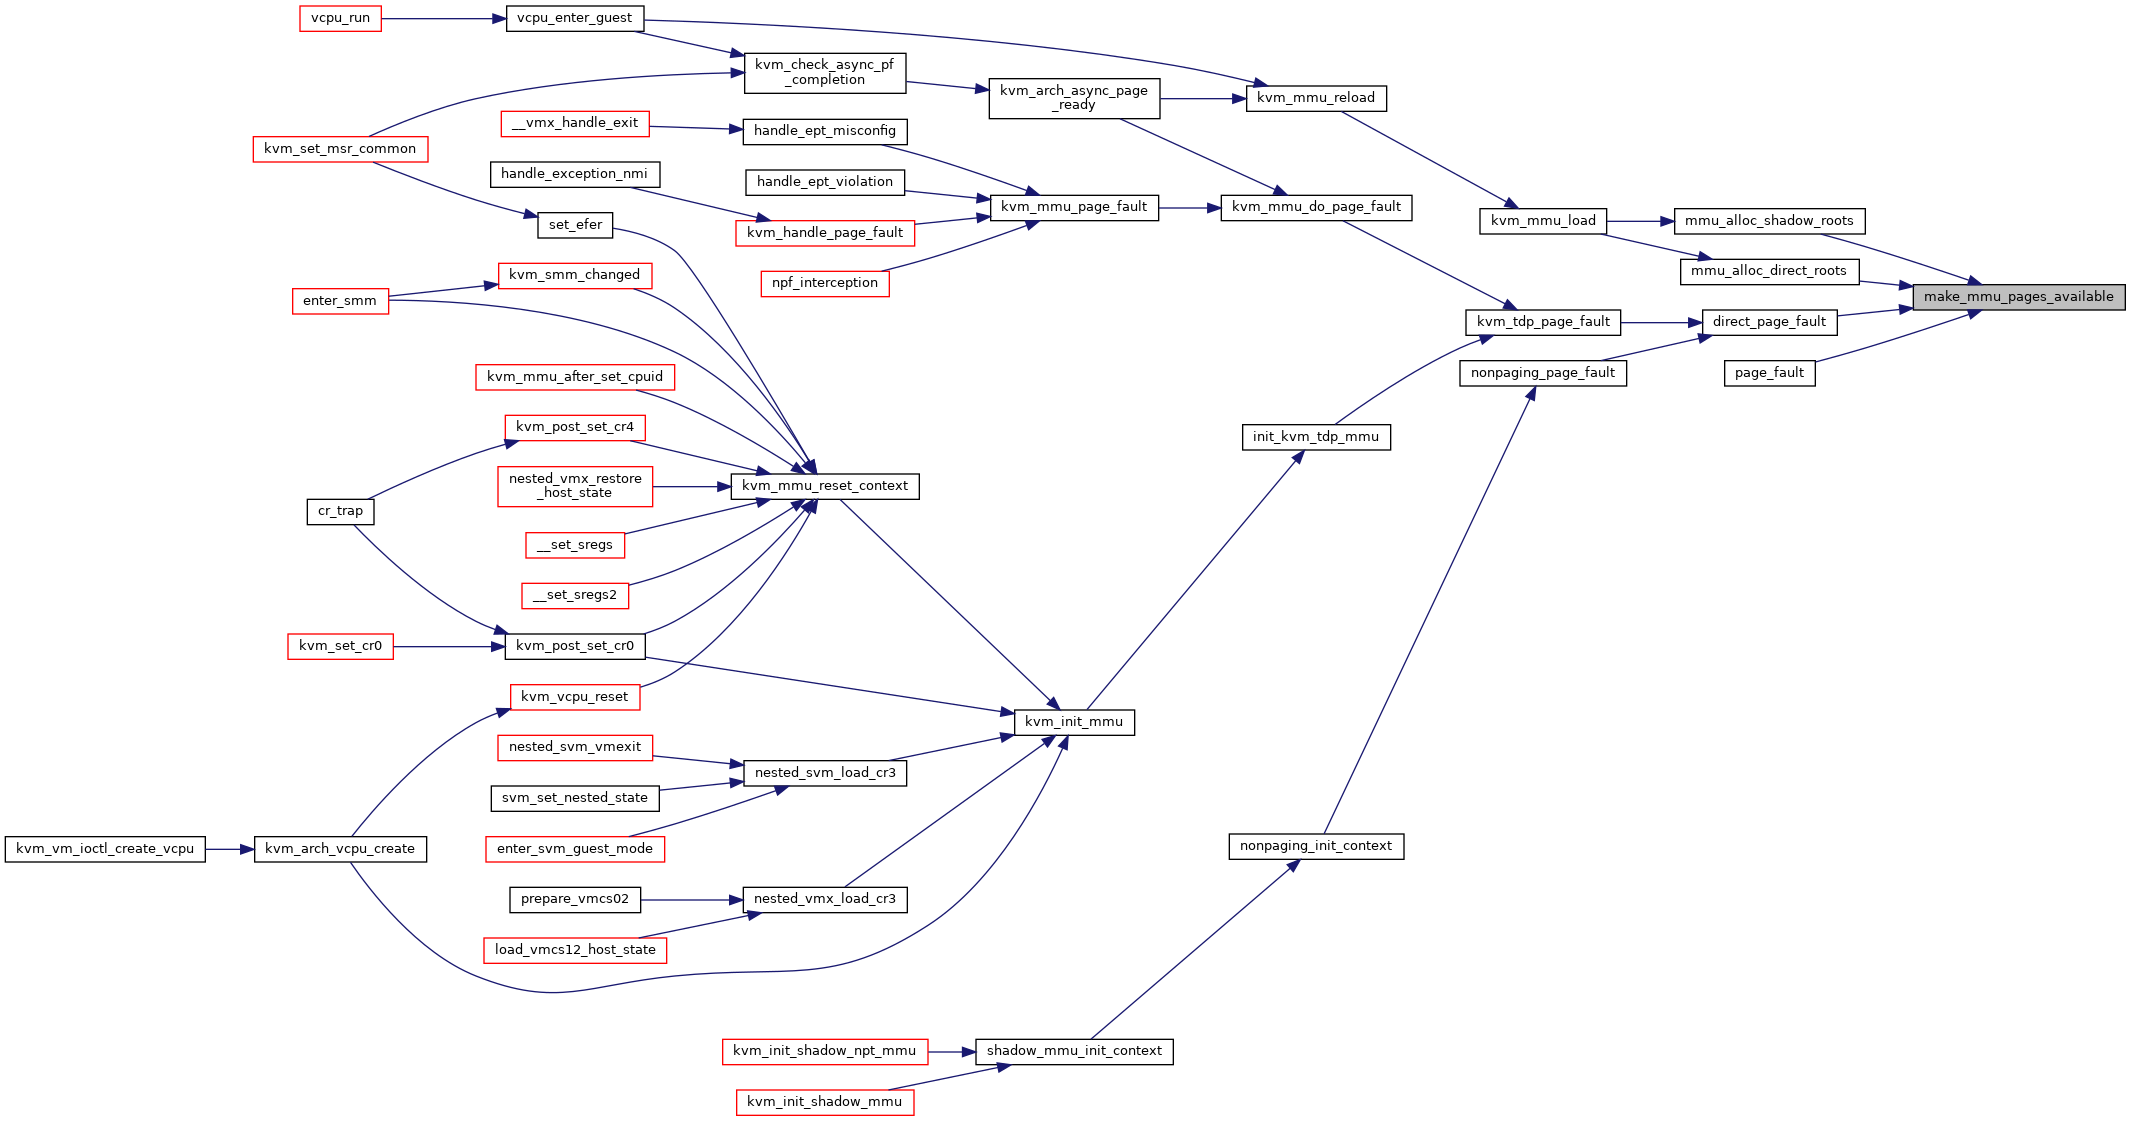 vcpu_run
vcpu_enter_guest
kvm_check_async_pf
_completion
kvm_arch_async_page
_ready
kvm_mmu_reload
__vmx_handle_exit
handle_ept_misconfig
kvm_set_msr_common
handle_exception_nmi
handle_ept_violation
kvm_mmu_page_fault
kvm_mmu_do_page_fault
kvm_mmu_load
mmu_alloc_shadow_roots
set_efer
kvm_handle_page_fault
mmu_alloc_direct_roots
kvm_smm_changed
npf_interception
enter_smm
make_mmu_pages_available
kvm_tdp_page_fault
direct_page_fault
kvm_mmu_after_set_cpuid
nonpaging_page_fault
page_fault
kvm_post_set_cr4
init_kvm_tdp_mmu
nested_vmx_restore
_host_state
kvm_mmu_reset_context
cr_trap
__set_sregs
__set_sregs2
kvm_set_cr0
kvm_post_set_cr0
kvm_vcpu_reset
kvm_init_mmu
nested_svm_vmexit
nested_svm_load_cr3
svm_set_nested_state
kvm_vm_ioctl_create_vcpu
kvm_arch_vcpu_create
enter_svm_guest_mode
nonpaging_init_context
prepare_vmcs02
nested_vmx_load_cr3
load_vmcs12_host_state
kvm_init_shadow_npt_mmu
shadow_mmu_init_context
kvm_init_shadow_mmu